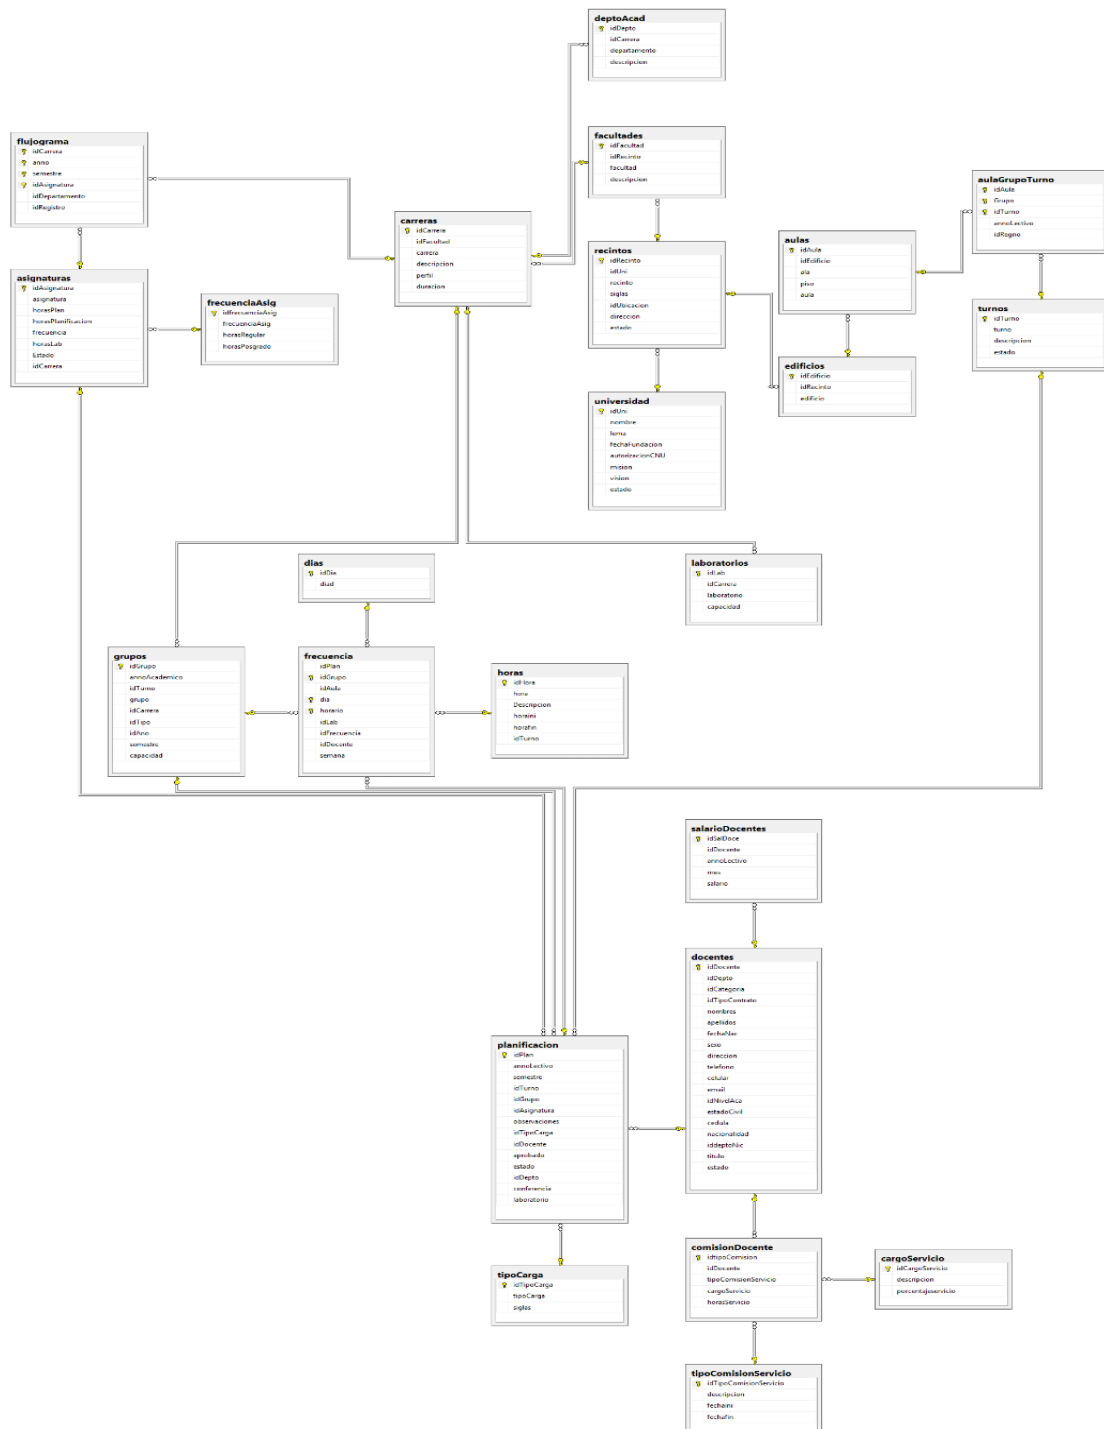 deptoAcad
idDepto
idCarrera
departamento
descripcion
flujograma
idCarrera
anno
semestre
idAsignatura
idDepartamento
idRegistro
facultades
idFacultad
idRecinto
facultad
descripcion
aulaGrupoTurno
idAula
Grupo
idTurno
annoLectivo
idRegno
carreras
idCarrera
idFacultad
carrera
descripcion
perfil
duracion
recintos
idRecinto
idUni
recinto
siglas
idUbicacion
direccion
estado
aulas
idAula
idEdificio
ala
piso
aula
asignaturas
idAsignatura
asignatura
horasPlan
horasPlanificacion
frecuencia
horasLab
Estado
idCarrera
frecuenciaAsig
idfrecuenciaAsig
frecuenciaAsig
horasRegular
horasPosgrado
turnos
idTurno
turno
descripcion
estado
edificios
idEdificio
idRecinto
edificio
universidad
idUni
nombre
lema
fechaFundacion
autorizacionCNU
mision
vision
estado
dias
idDia
diad
laboratorios
idLab
idCarrera
laboratorio
capacidad
grupos
idGrupo
annoAcademico
idTurno
grupo
idCarrera
idTipo
idAno
semestre
capacidad
frecuencia
idPlan
idGrupo
idAula
dia
horario
idLab
idFrecuencia
idDocente
semana
horas
idHora
hora
Descripcion
horaini
horafin
idTurno
salarioDocentes
idSalDoce
idDocente
annoLectivo
mes
salario
docentes
idDocente
idDepto
idCategoria
idTipoContrato
nombres
apellidos
fechaNac
sexo
direccion
telefono
celular
email
idNivelAca
estadoCivil
cedula
nacionalidad
iddeptoNic
titulo
estado
planificacion
idPlan
annoLectivo
semestre
idTurno
idGrupo
idAsignatura
observaciones
idTipoCarga
idDocente
aprobado
estado
idDepto
conferencia
laboratorio
comisionDocente
idtipoComision
idDocente
tipoComisionServicio
cargoServicio
horasServicio
cargoServicio
idCargoServicio
descripcion
porcentajeservicio
tipoCarga
idTipoCarga
tipoCarga
siglas
tipoComisionServicio
idTipoComisionServicio
descripcion
fechaini
fechafin